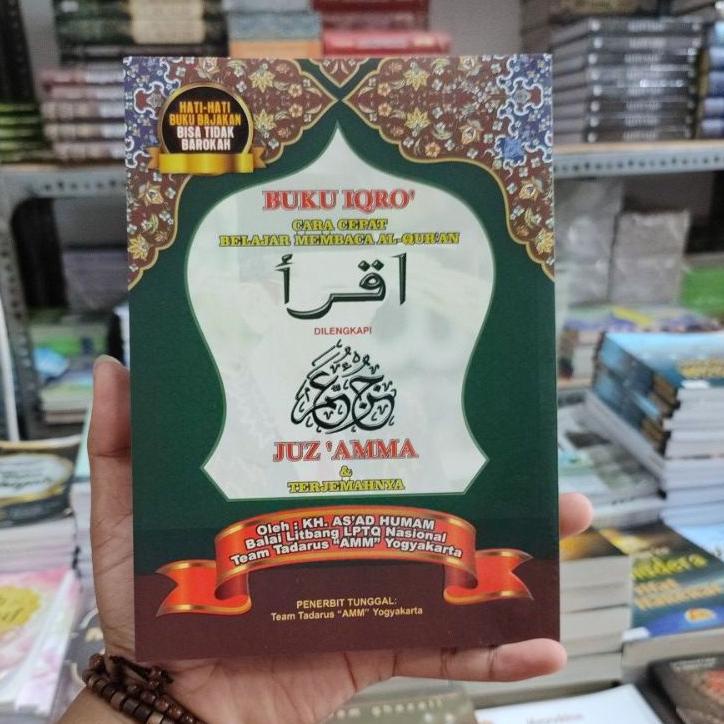 HATI-HATI
BUKU BAJAKAN
BISA TIDAK
BAROKAH
BUKU IQRO'
CARA CEPAT
BELAJAR MEMBACA AL-QUR'AN
اقرأ
DILENGKAPI
جزء عم
JUZ 'AMMA
&
TERJEMAHNYA
Oleh : KH. AS'AD HUMAM
Balai Litbang LPTQ Nasional
Team Tadarus "AMM" Yogyakarta
PENERBIT TUNGGAL:
Team Tadarus "AMM" Yogyakarta